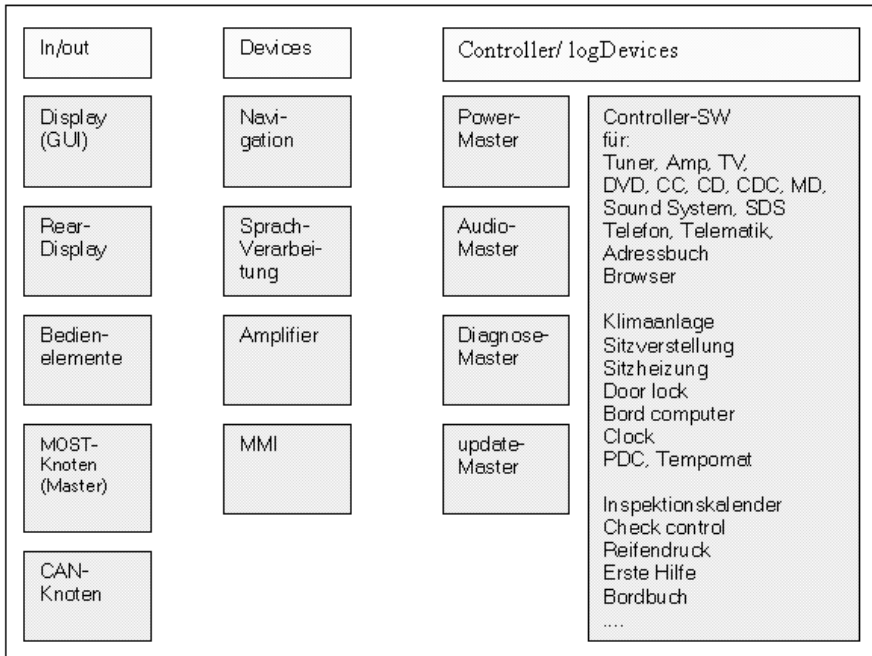 In/out
Devices
Controller/ logDevices
Display
(GUI)
Rear-
Display
Bedien-
elemente
MOST-
Knoten
(Master)
CAN-
Knoten
Navi-
gation
Sprach-
Verarbei-
tung
Amplifier
MMI
Power-
Master
Audio-
Master
Diagnose-
Master
update-
Master
Controller-SW
für:
Tuner, Amp, TV,
DVD, CC, CD, CDC, MD,
Sound System, SDS
Telefon, Telematik,
Adressbuch
Browser
Klimaanlage
Sitzverstellung
Sitzheizung
Door lock
Bord computer
Clock
PDC, Tempomat
Inspektionskalender
Check control
Reifendruck
Erste Hilfe
Bordbuch
....